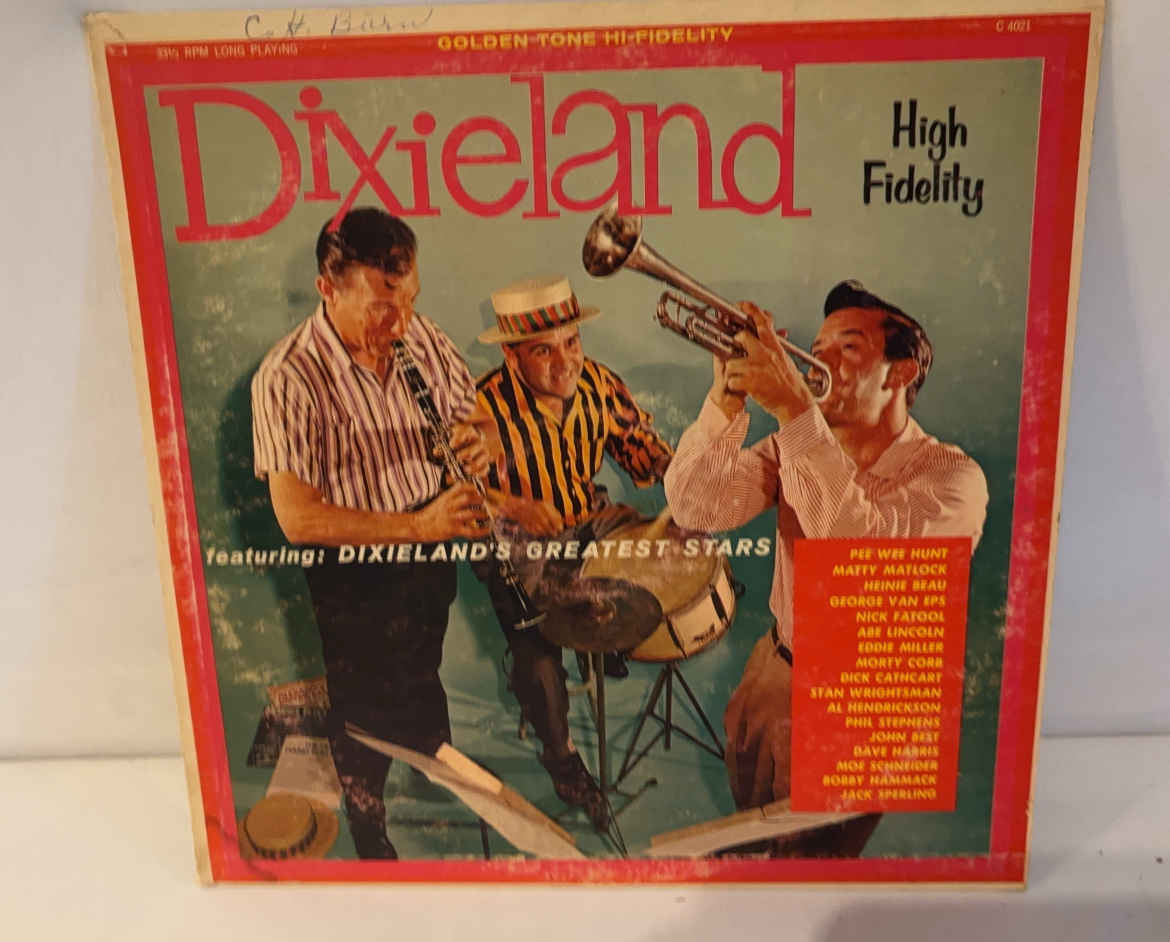 33⅓ RPM LONG PLAYING
GOLDEN TONE HI-FIDELITY
C 4021
Dixieland
High
Fidelity
featuring: DIXIELAND'S GREATEST STARS
PEE WEE HUNT
MATTY MATLOCK
HEINIE BEAU
GEORGE VAN EPS
NICK FATOOL
ABE LINCOLN
EDDIE MILLER
MORTY CORB
DICK CATHCART
STAN WRIGHTSMAN
AL HENDRICKSON
PHIL STEPHENS
JOHN BEST
DAVE HARRIS
MOE SCHNEIDER
BOBBY HAMMACK
JACK SPERLING